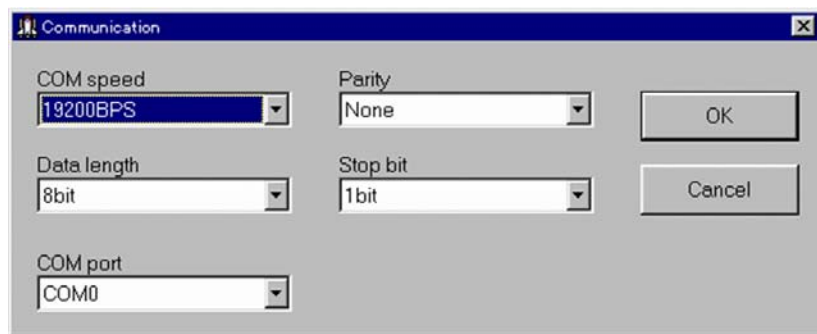 Communication
COM speed
19200BPS
Parity
None
OK
Data length
8bit
Stop bit
1bit
Cancel
COM port
COM0